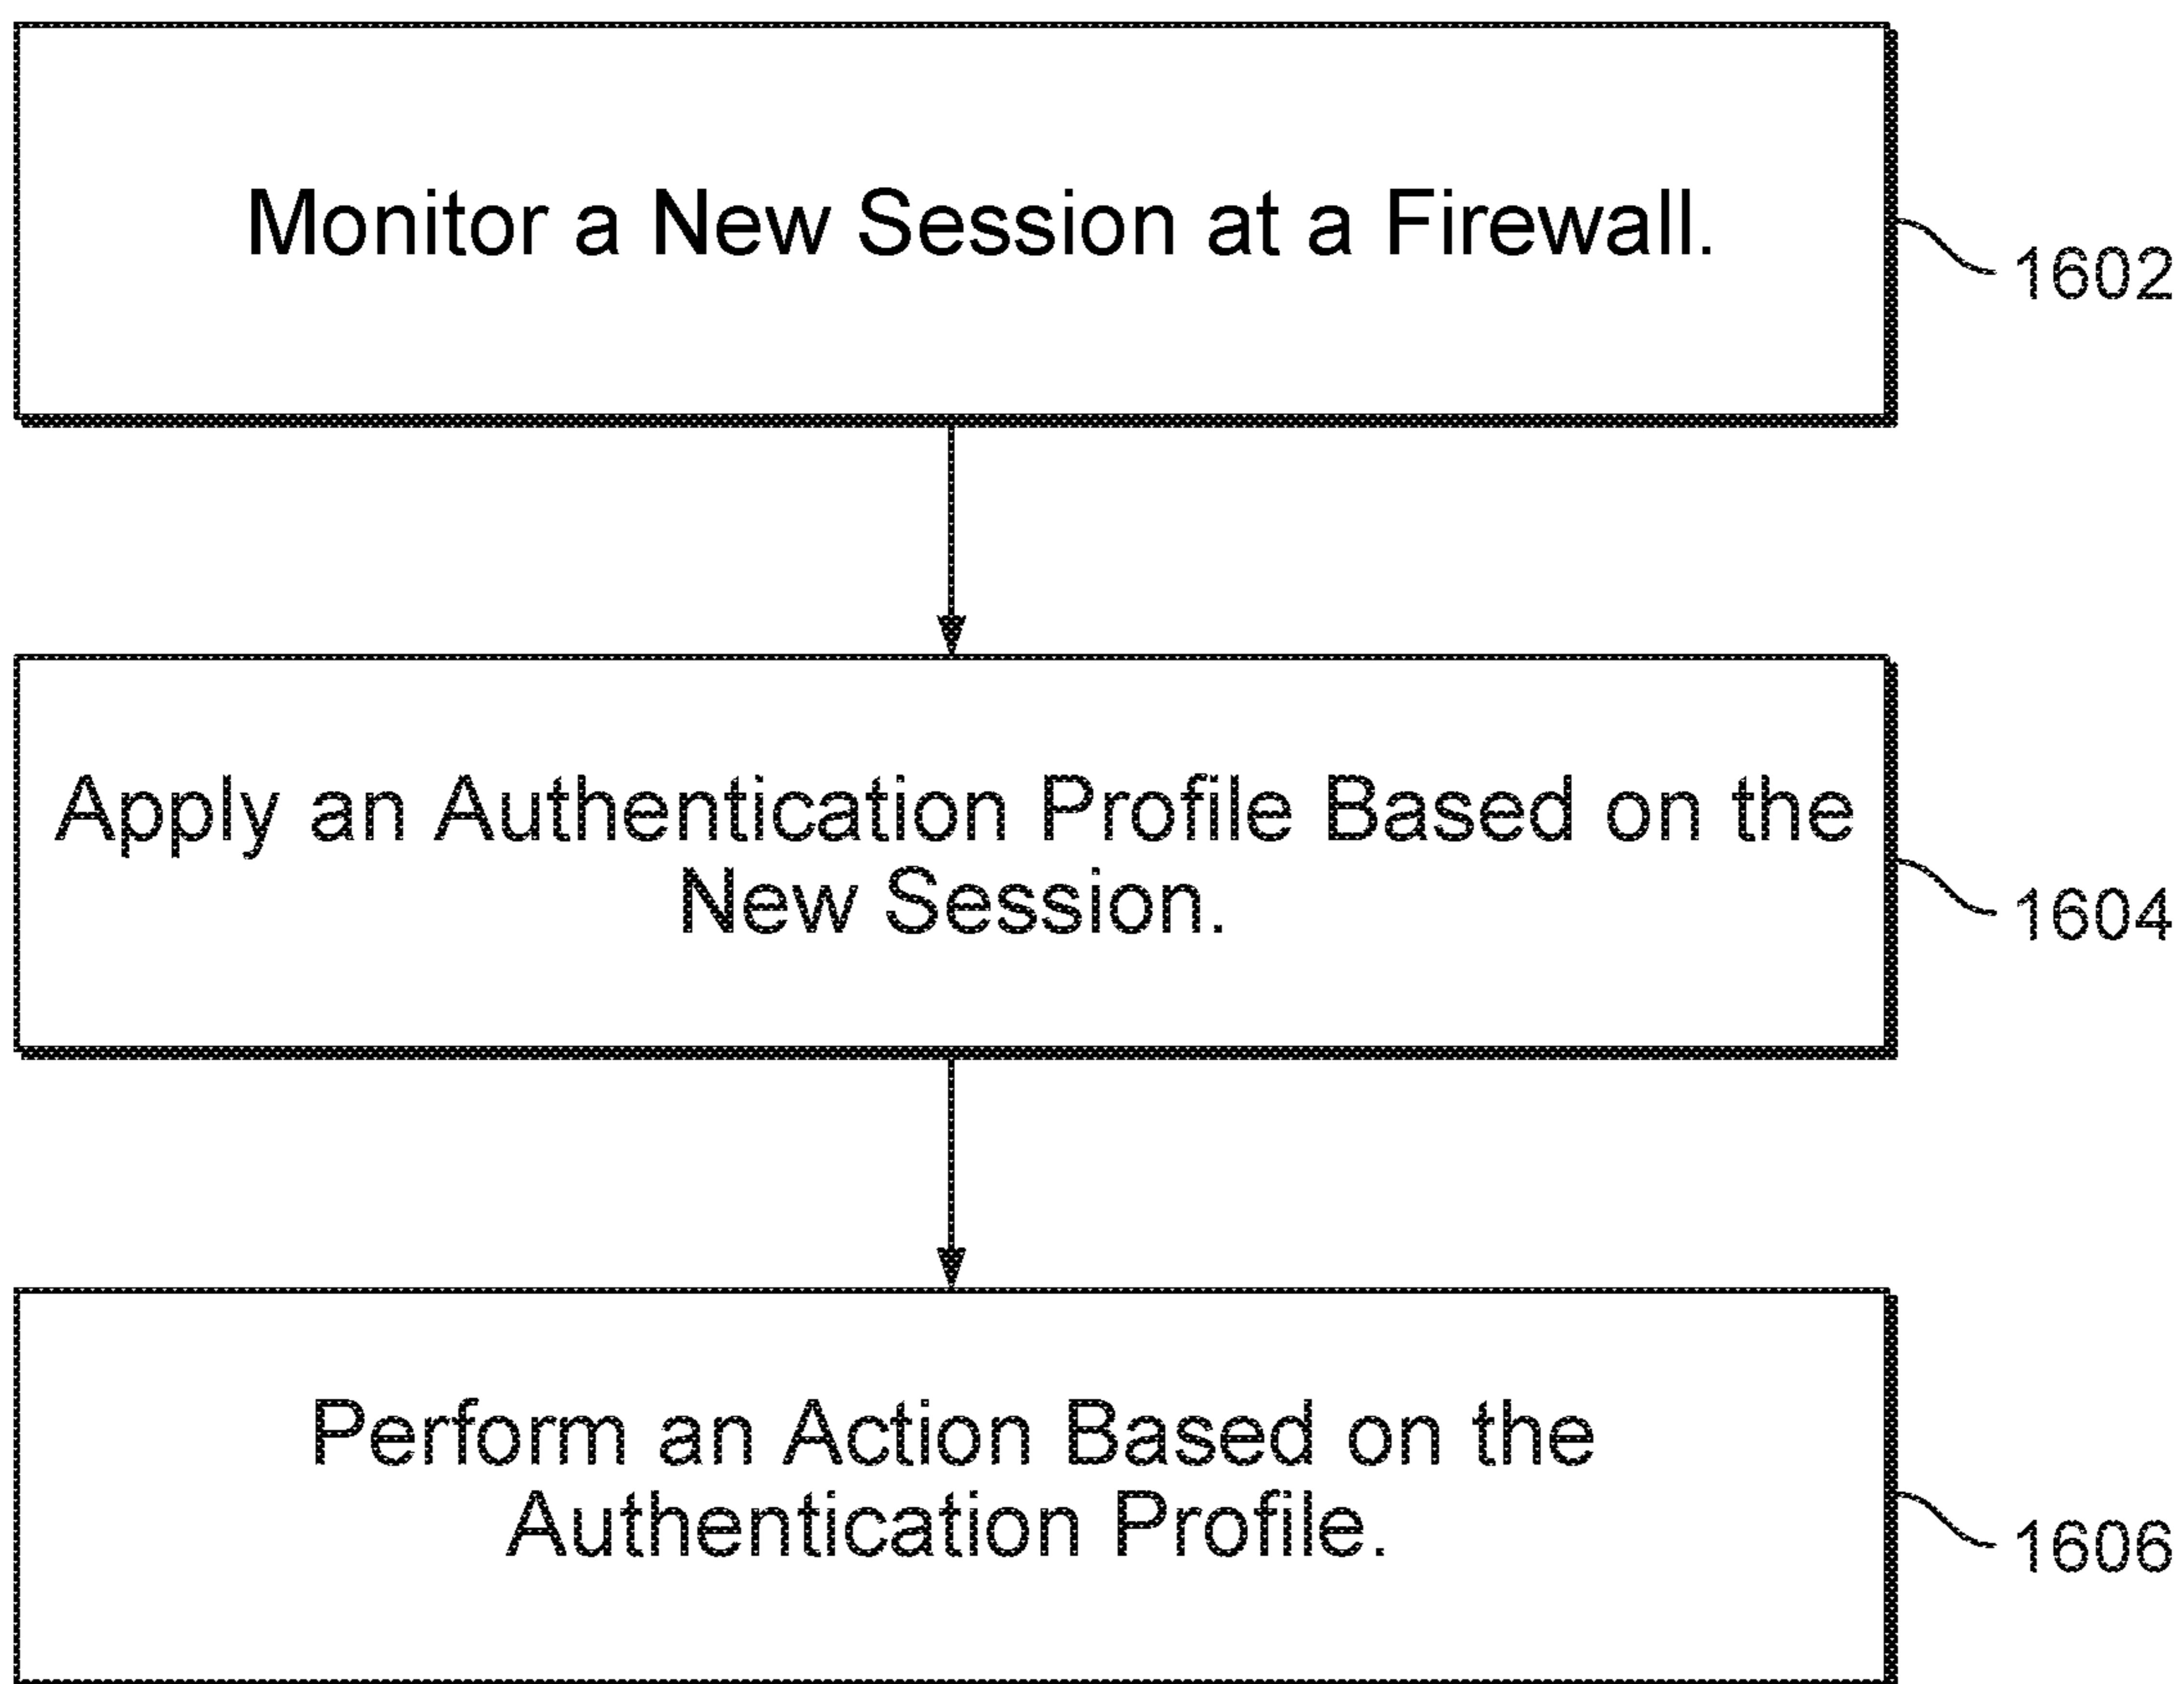 Monitor a New Session at a Firewall.
1602
Apply an Authentication Profile Based on the
New Session.
1604
Perform an Action Based on the
Authentication Profile.
1606